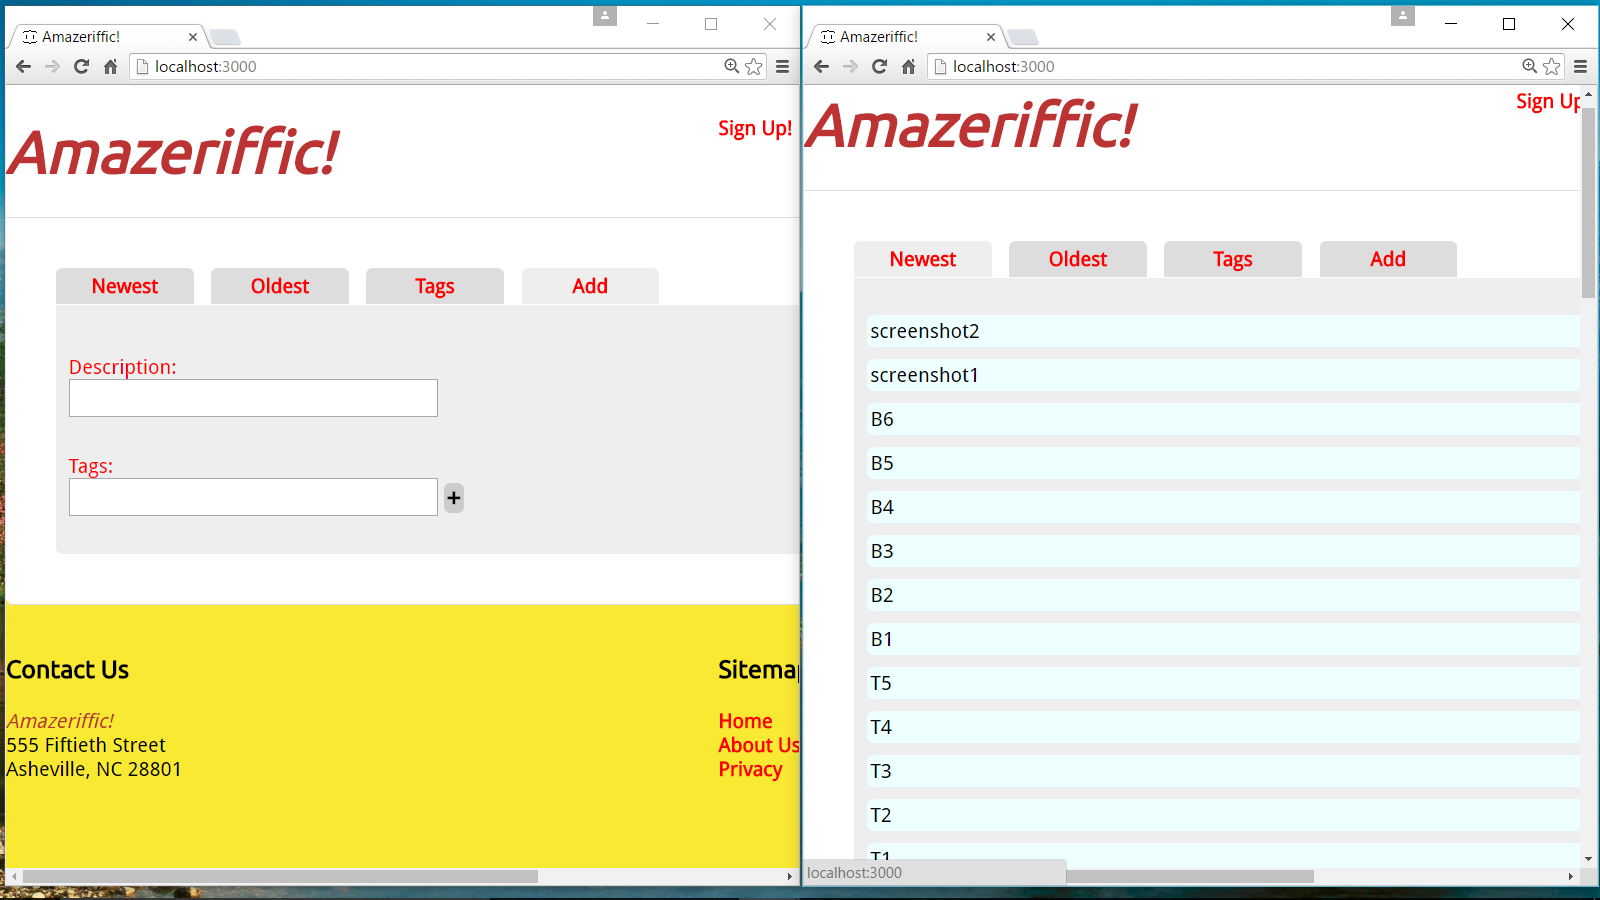 Amazeriffic!
localhost:3000
Sign Up!
Amazeriffic!
Newest Oldest Tags Add
Description:
Tags:
+
Contact Us
Amazeriffic!
555 Fiftieth Street
Asheville, NC 28801
Sitemap
Home
About Us
Privacy
Amazeriffic!
localhost:3000
Sign Up
Amazeriffic!
Newest Oldest Tags Add
screenshot2
screenshot1
B6
B5
B4
B3
B2
B1
T5
T4
T3
T2
T1
localhost:3000